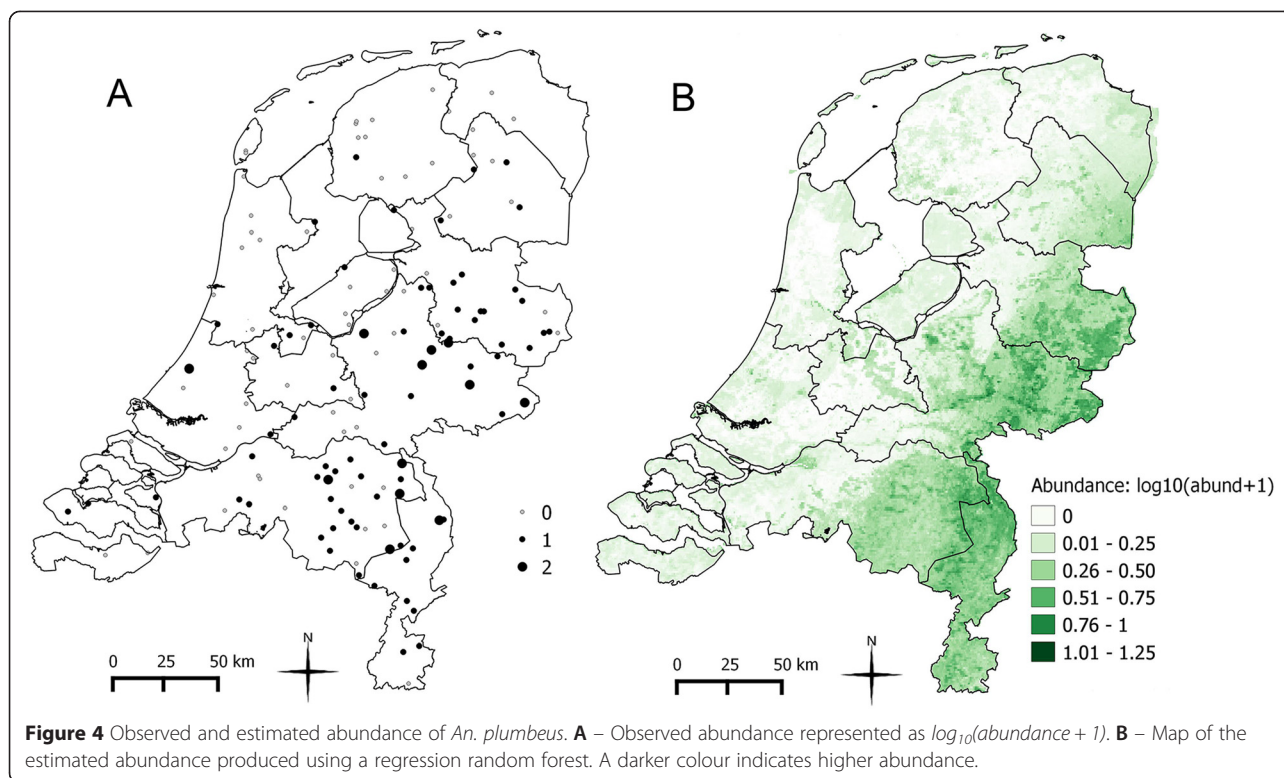 A
0
1
2
0 25 50 km
N
B
Abundance: log10(abund+1)
0
0.01 - 0.25
0.26 - 0.50
0.51 - 0.75
0.76 - 1
1.01 - 1.25
0 25 50 km
N
Figure 4 Observed and estimated abundance of An. plumbeus. A – Observed abundance represented as log10(abundance + 1). B – Map of the
estimated abundance produced using a regression random forest. A darker colour indicates higher abundance.